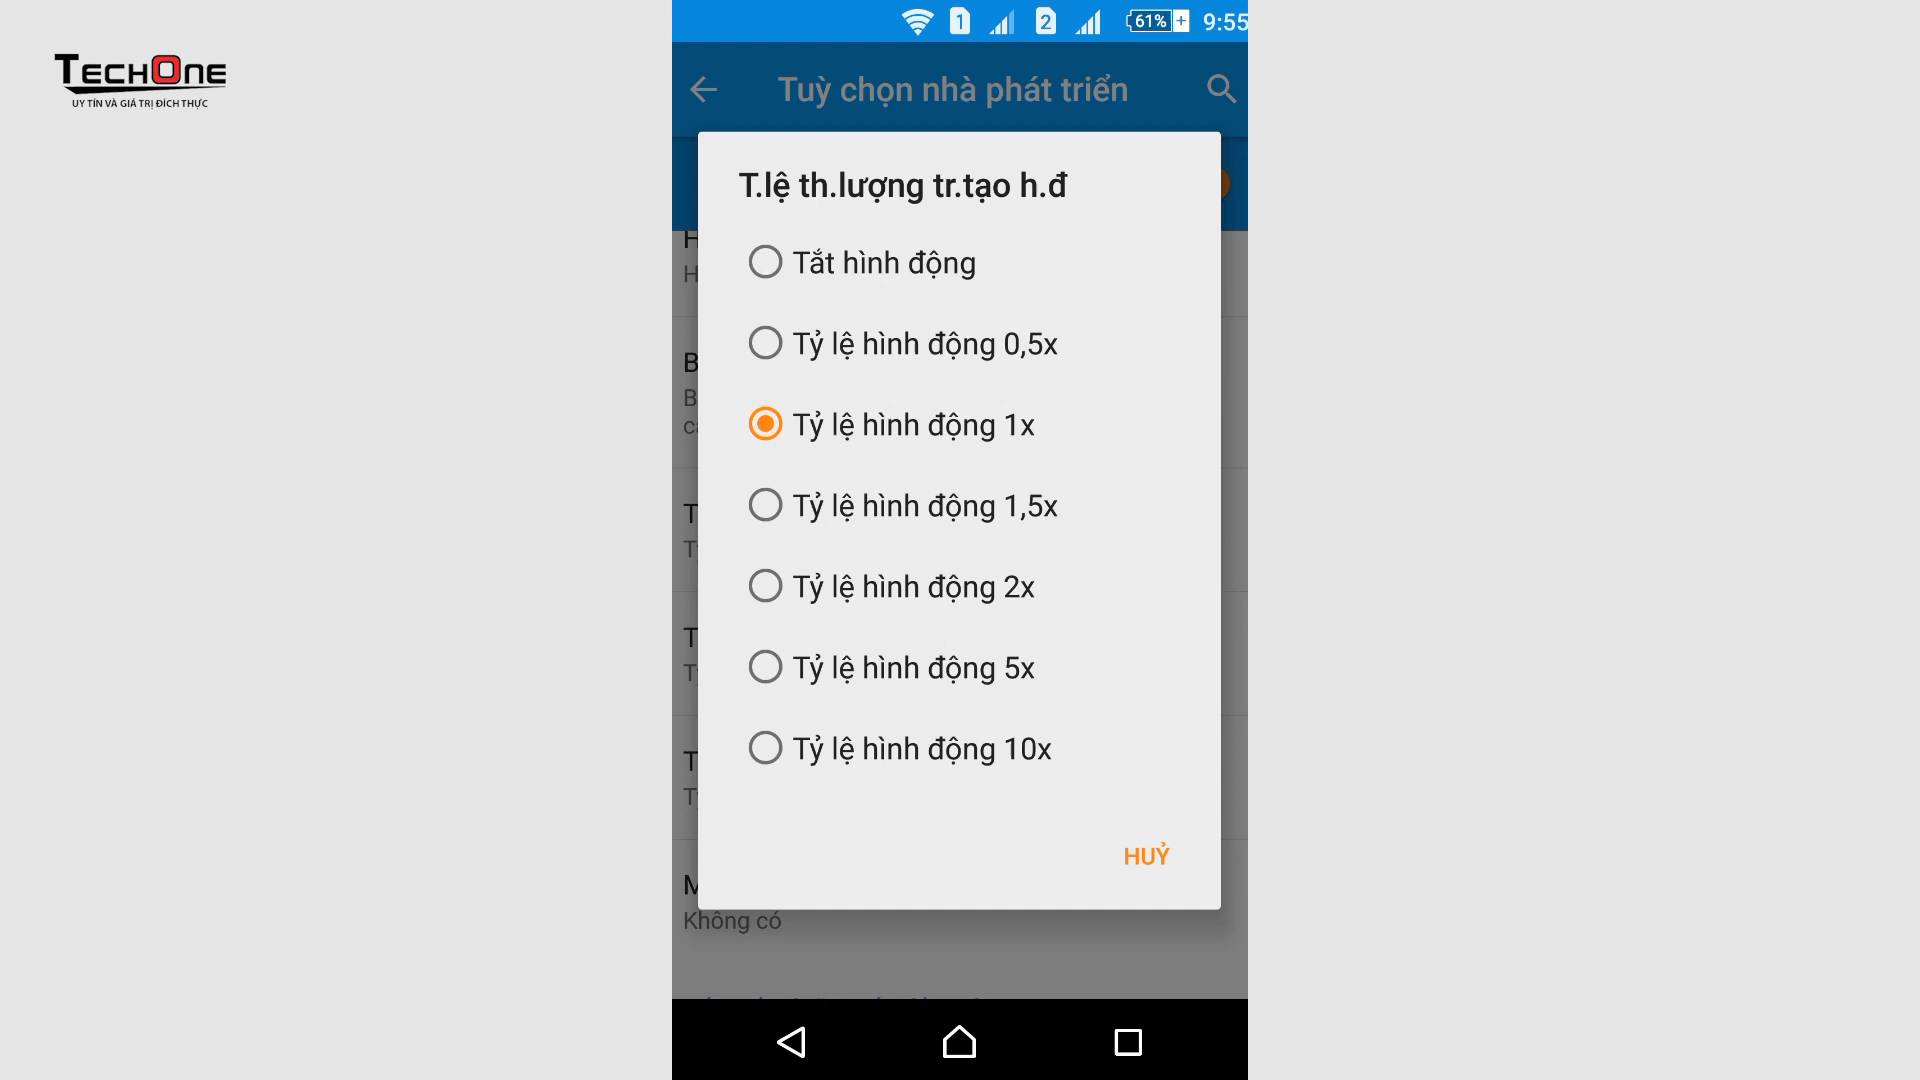 TECHONE
UY TÍN VÀ GIÁ TRỊ ĐÍCH THỰC
1
2
61%
9:55
Tuỳ chọn nhà phát triển
T.lệ th.lượng tr.tạo h.đ
Tắt hình động
Tỷ lệ hình động 0,5x
Tỷ lệ hình động 1x
Tỷ lệ hình động 1,5x
Tỷ lệ hình động 2x
Tỷ lệ hình động 5x
Tỷ lệ hình động 10x
HUỶ
Không có